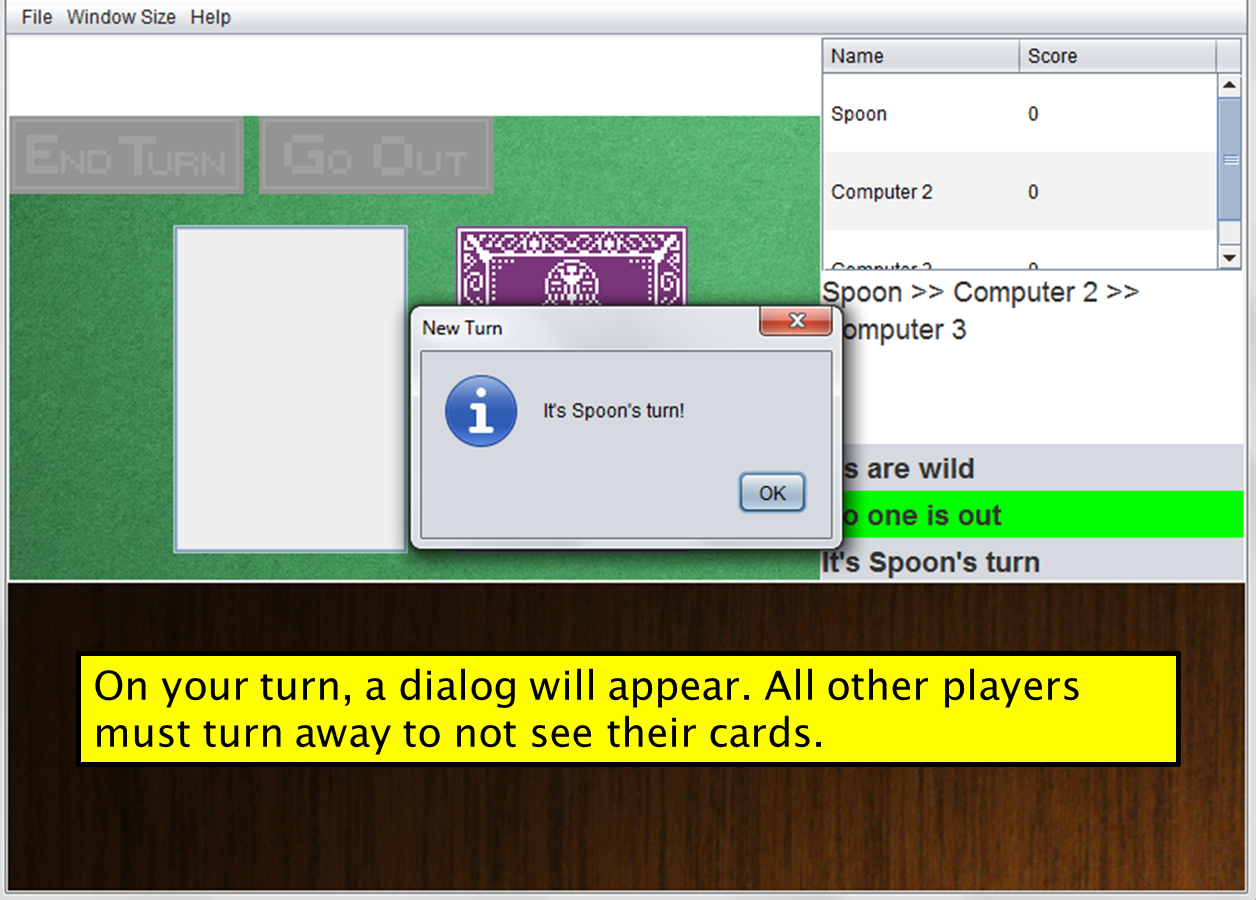 File Window Size Help
Name Score
Spoon 0
Computer 2 0
Computer 3 0
END TURN GO OUT
Spoon >> Computer 2 >>
omputer 3
New Turn
It's Spoon's turn!
OK
s are wild
o one is out
It's Spoon's turn
On your turn, a dialog will appear. All other players
must turn away to not see their cards.